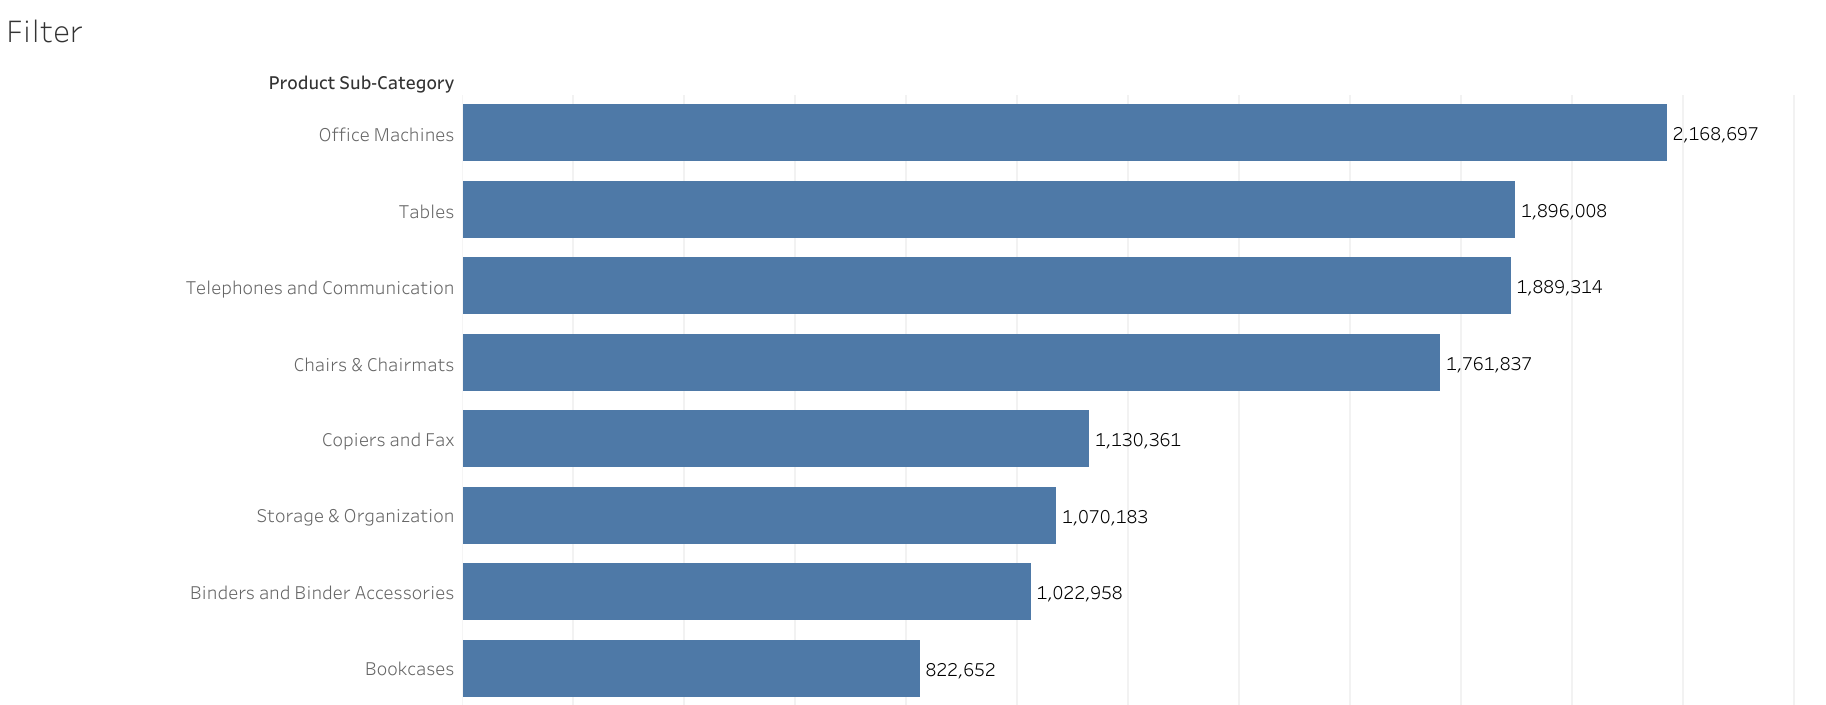 Filter
Product Sub-Category
Office Machines 2,168,697
Tables 1,896,008
Telephones and Communication 1,889,314
Chairs & Chairmats 1,761,837
Copiers and Fax 1,130,361
Storage & Organization 1,070,183
Binders and Binder Accessories 1,022,958
Bookcases 822,652